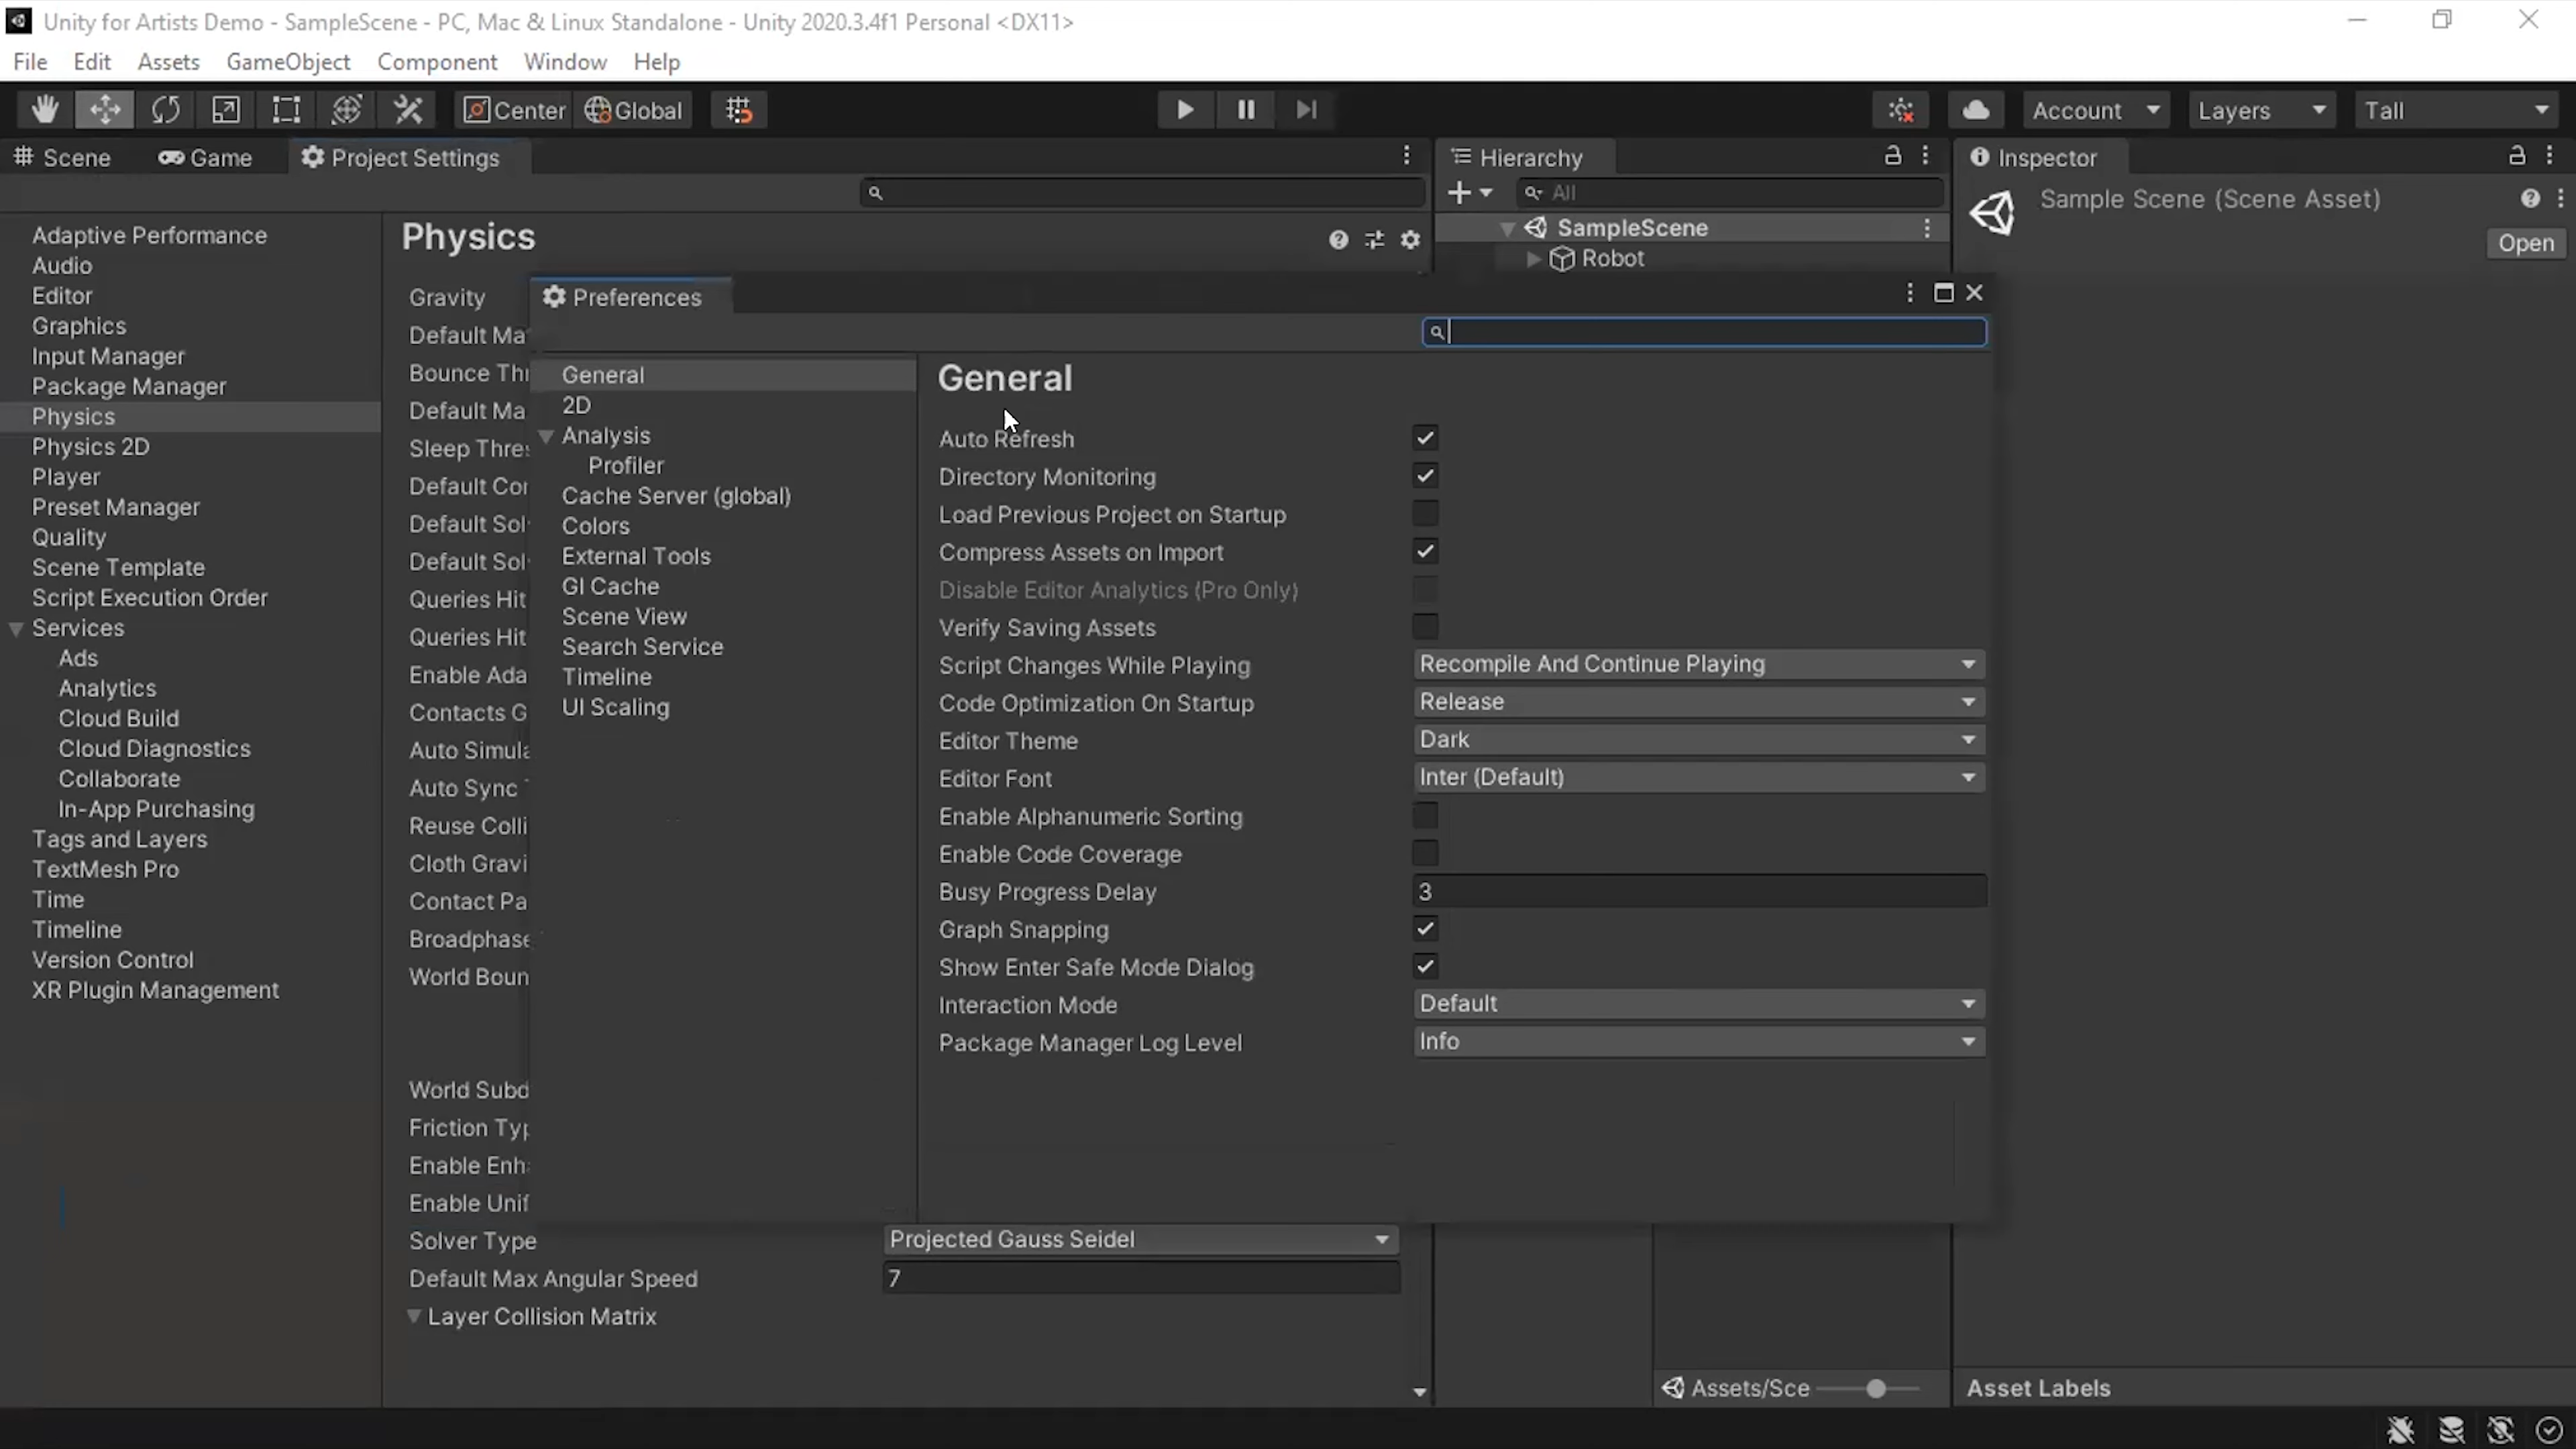 Unity for Artists Demo - SampleScene - PC, Mac & Linux Standalone - Unity 2020.3.4f1 Personal <DX11>
File Edit Assets GameObject Component Window Help
Center Global Account Layers Tall
Scene Game Project Settings
Hierarchy
All
SampleScene
Robot
Inspector
Sample Scene (Scene Asset)
Open
Adaptive Performance
Audio
Editor
Graphics
Input Manager
Package Manager
Physics
Physics 2D
Player
Preset Manager
Quality
Scene Template
Script Execution Order
Services
Ads
Analytics
Cloud Build
Cloud Diagnostics
Collaborate
In-App Purchasing
Tags and Layers
TextMesh Pro
Time
Timeline
Version Control
XR Plugin Management
Physics
Gravity
Default Ma
Bounce Thr
Default Ma
Sleep Thres
Default Con
Default Sol
Default Sol
Queries Hit
Queries Hit
Enable Ada
Contacts G
Auto Simula
Auto Sync
Reuse Colli
Cloth Gravi
Contact Pa
Broadphase
World Boun
World Subd
Friction Typ
Enable Enh
Enable Unif
Solver Type Projected Gauss Seidel
Default Max Angular Speed 7
Layer Collision Matrix
Preferences
General
2D
Analysis
Profiler
Cache Server (global)
Colors
External Tools
GI Cache
Scene View
Search Service
Timeline
UI Scaling
General
Auto Refresh
Directory Monitoring
Load Previous Project on Startup
Compress Assets on Import
Disable Editor Analytics (Pro Only)
Verify Saving Assets
Script Changes While Playing Recompile And Continue Playing
Code Optimization On Startup Release
Editor Theme Dark
Editor Font Inter (Default)
Enable Alphanumeric Sorting
Enable Code Coverage
Busy Progress Delay 3
Graph Snapping
Show Enter Safe Mode Dialog
Interaction Mode Default
Package Manager Log Level Info
Assets/Sce
Asset Labels